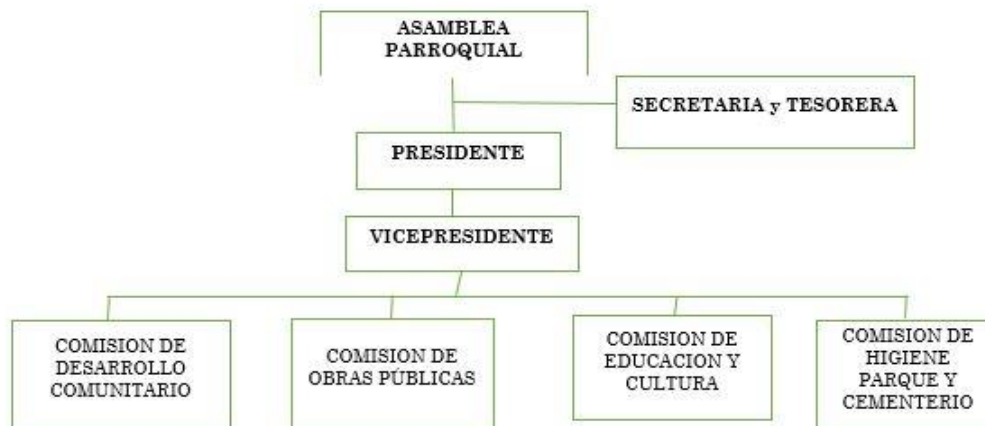 ASAMBLEA
PARROQUIAL
SECRETARIA y TESORERA
PRESIDENTE
VICEPRESIDENTE
COMISION DE
DESARROLLO
COMUNITARIO
COMISION DE
OBRAS PÚBLICAS
COMISION DE
EDUCACION Y
CULTURA
COMISION DE
HIGIENE
PARQUE Y
CEMENTERIO